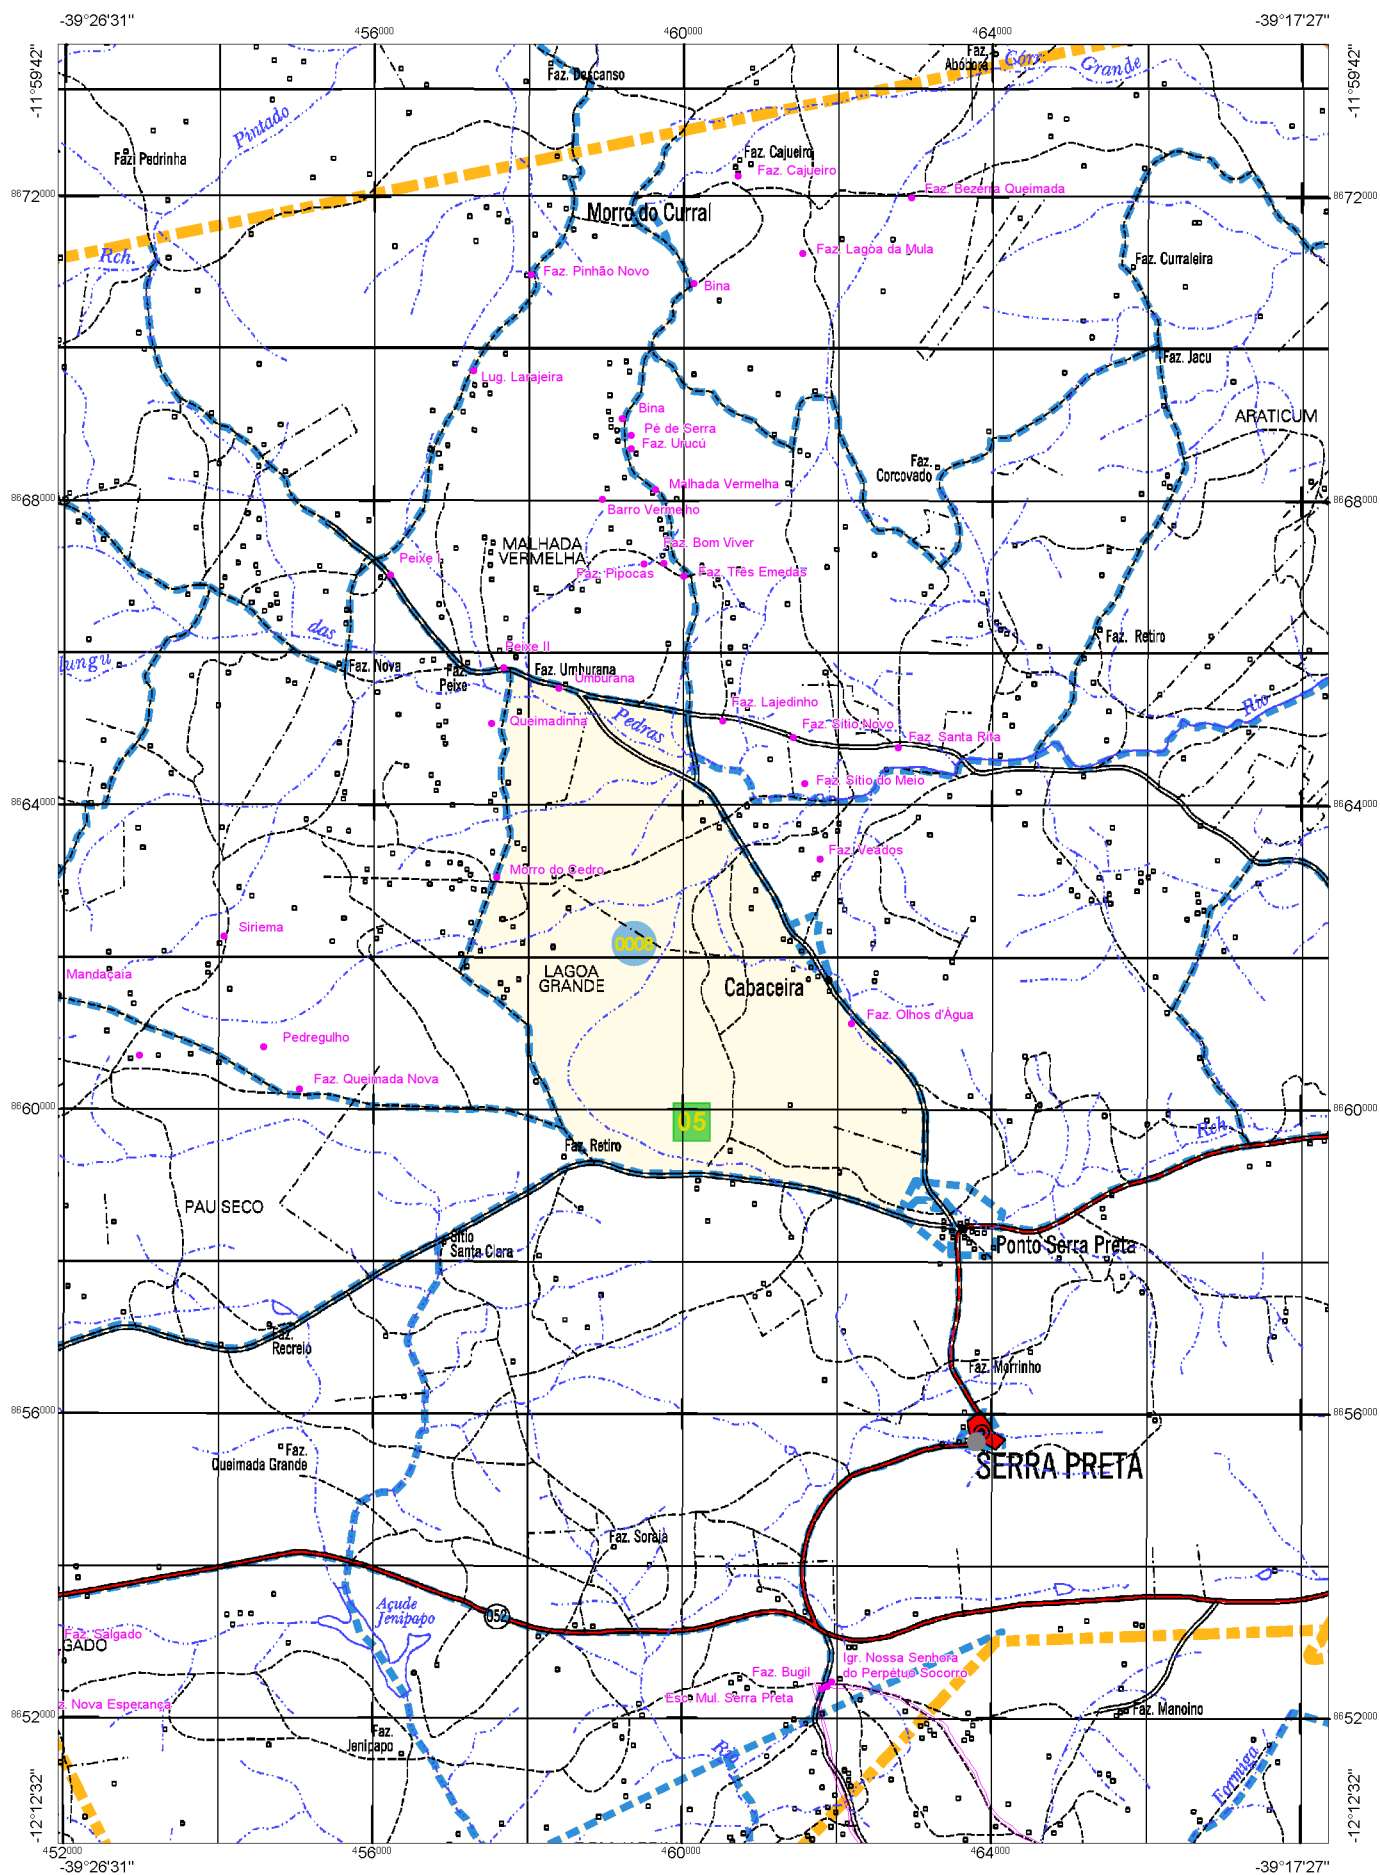 -39°26'31"
-39°17'27"
456000
460000
464000
-11°59'42"
-11°59'42"
Faz. Descanso
Faz.
Abóbora
Córr.
Grande
Pintado
Fazi Pedrinha
Faz. Cajueiro
Faz. Cajueiro
Faz. Bezerra Queimada
8672000
8672000
Morro do Curral
Rch.
Faz. Lagoa da Mula
Faz. Curraleira
Faz. Pinhão Novo
Bina
Faz. Jacu
Lug. Larajeira
Bina
ARATICUM
Pé de Serra
Faz. Urucú
Faz.
Corcovado
Malhada Vermelha
8668000
8668000
Barro Vermelho
MALHADA
VERMELHA
Faz. Bom Viver
Peixe I
Faz. Pipocas
Faz. Três Emedas
das
Faz. Retiro
Peixe II
lungu
Faz. Nova
Faz.
Peixe
Faz. Umburana
Umburana
Faz. Lajedinho
Rio
Queimadinha
Pedras
Faz. Sitio Novo
Faz. Santa Rita
Faz. Sitio do Meio
8664000
8664000
Faz. Veados
Morro do Cedro
Siriema
0008
Mandaçaia
LAGOA
GRANDE
Cabaceira
Faz. Olhos d'Água
Pedregulho
Faz. Queimada Nova
8660000
8660000
05
Rch.
Faz. Retiro
PAU SECO
Sítio
Santa Clara
Ponto Serra Preta
Faz.
Recreio
Faz. Morrinho
8656000
8656000
Faz.
Queimada Grande
SERRA PRETA
Faz. Soraia
Açude
Jenipapo
052
Faz. Salgado
GADO
Igr. Nossa Senhora
do Perpétuo Socorro
Faz. Bugil
Esc. Mul. Serra Preta
z. Nova Esperança
Faz. Manoino
8652000
8652000
Faz.
Jenipapo
Formiga
-12°12'32"
-12°12'32"
452000
456000
460000
464000
-39°26'31"
-39°17'27"